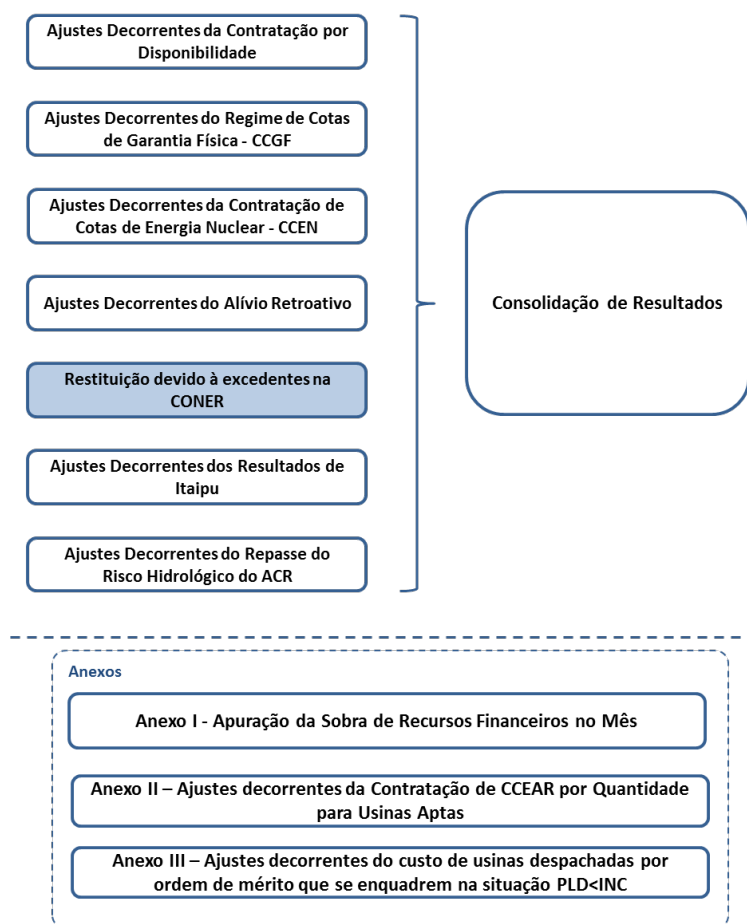 Ajustes Decorrentes da Contratação por
Disponibilidade
Ajustes Decorrentes do Regime de Cotas
de Garantia Física - CCGF
Ajustes Decorrentes da Contratação de
Cotas de Energia Nuclear - CCEN
Ajustes Decorrentes do Alívio Retroativo
Restituição devido à excedentes na
CONER
Ajustes Decorrentes dos Resultados de
Itaipu
Ajustes Decorrentes do Repasse do
Risco Hidrológico do ACR
Consolidação de Resultados
Anexos
Anexo I - Apuração da Sobra de Recursos Financeiros no Mês
Anexo II – Ajustes decorrentes da Contratação de CCEAR por Quantidade
para Usinas Aptas
Anexo III – Ajustes decorrentes do custo de usinas despachadas por
ordem de mérito que se enquadrem na situação PLD<INC